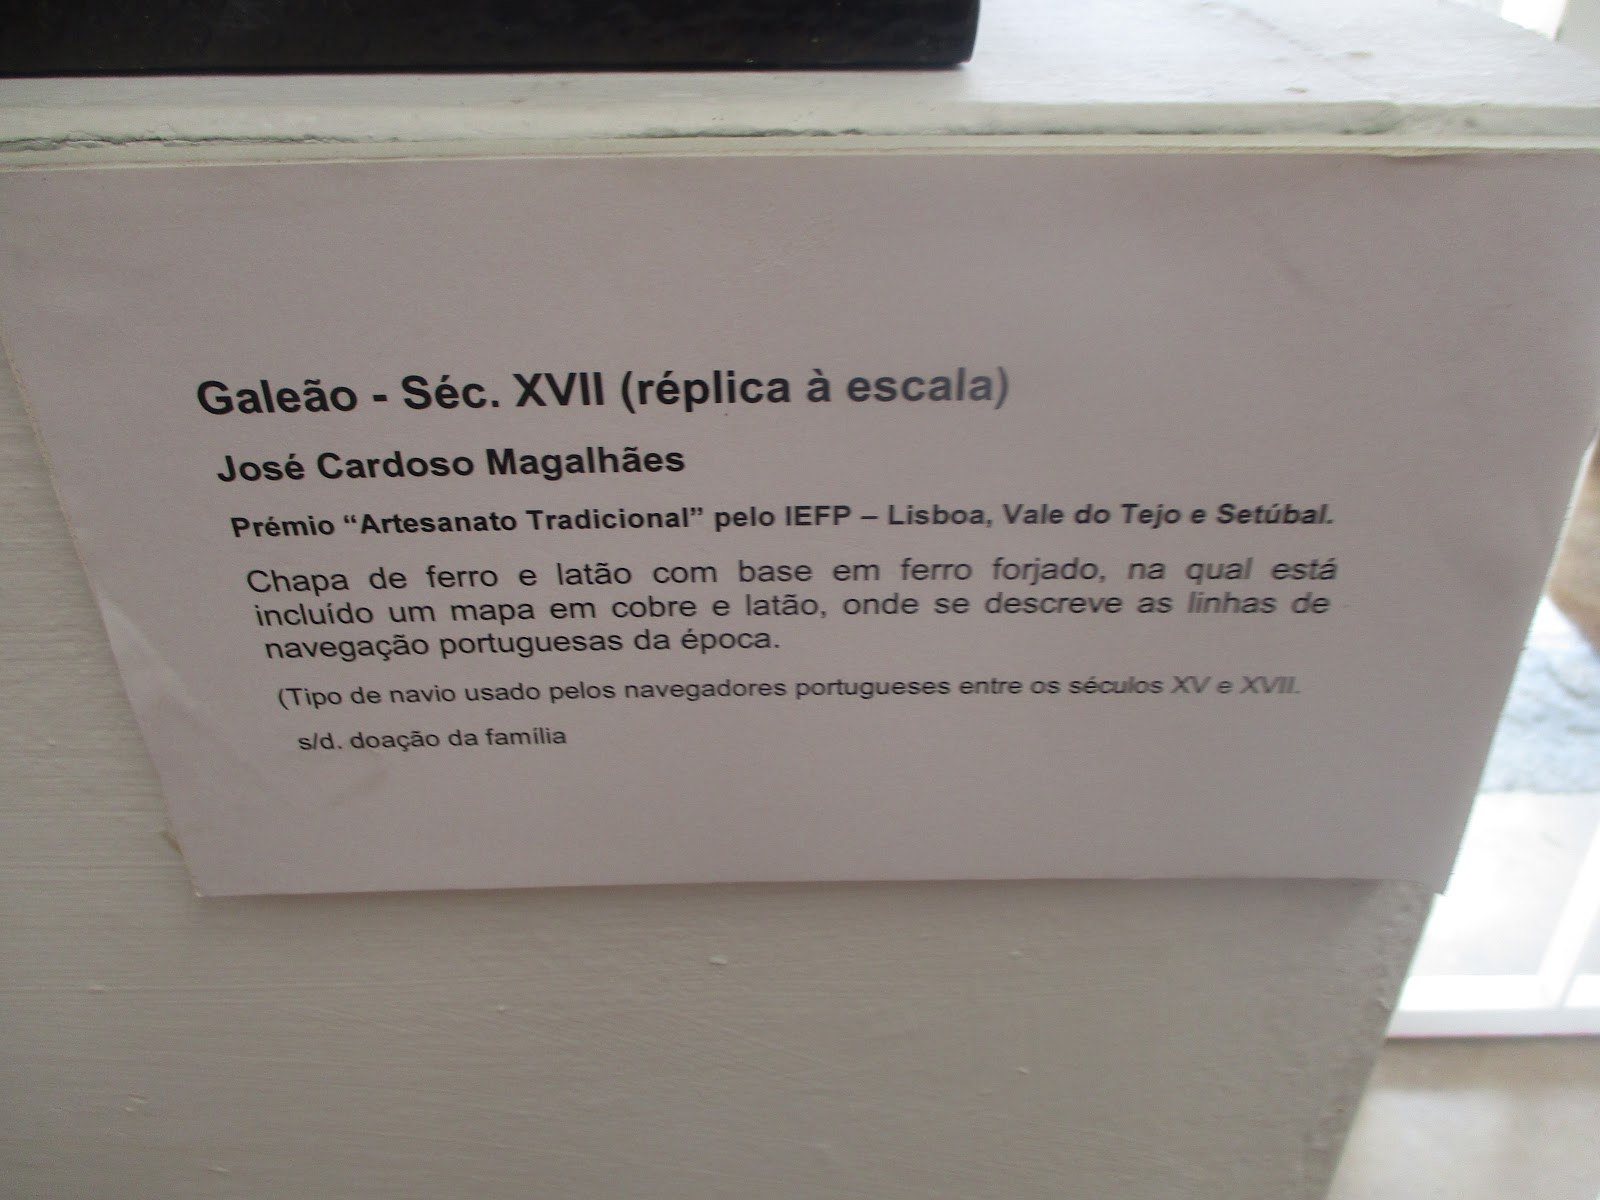 Galeão - Séc. XVII (réplica à escala)
José Cardoso Magalhães
Prémio “Artesanato Tradicional” pelo IEFP – Lisboa, Vale do Tejo e Setúbal.
Chapa de ferro e latão com base em ferro forjado, na qual está
incluído um mapa em cobre e latão, onde se descreve as linhas de
navegação portuguesas da época.
(Tipo de navio usado pelos navegadores portugueses entre os séculos XV e XVII.
s/d. doação da família